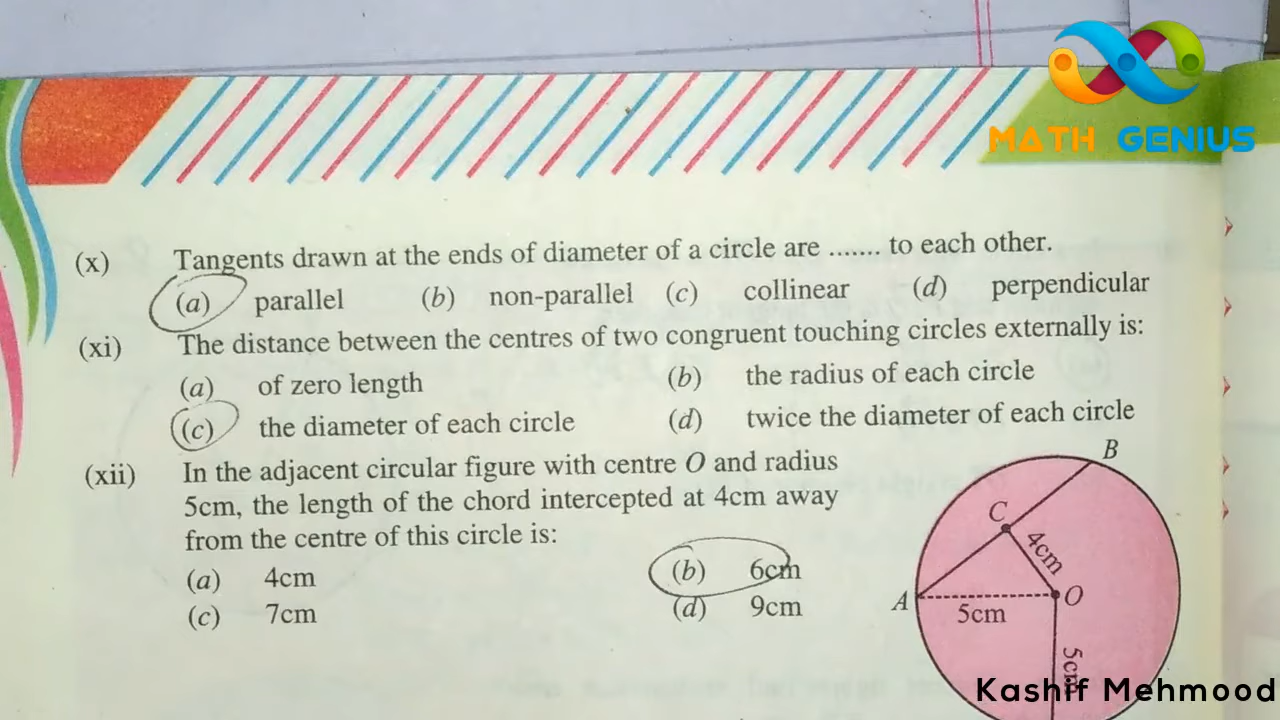 MATH GENIUS
(x) Tangents drawn at the ends of diameter of a circle are ....... to each other.
(a) parallel (b) non-parallel (c) collinear (d) perpendicular
(xi) The distance between the centres of two congruent touching circles externally is:
(a) of zero length (b) the radius of each circle
(c) the diameter of each circle (d) twice the diameter of each circle
(xii) In the adjacent circular figure with centre O and radius
5cm, the length of the chord intercepted at 4cm away
from the centre of this circle is:
(a) 4cm (b) 6cm
(c) 7cm (d) 9cm
B
C
4cm
A
O
5cm
5cm
Kashif Mehmood